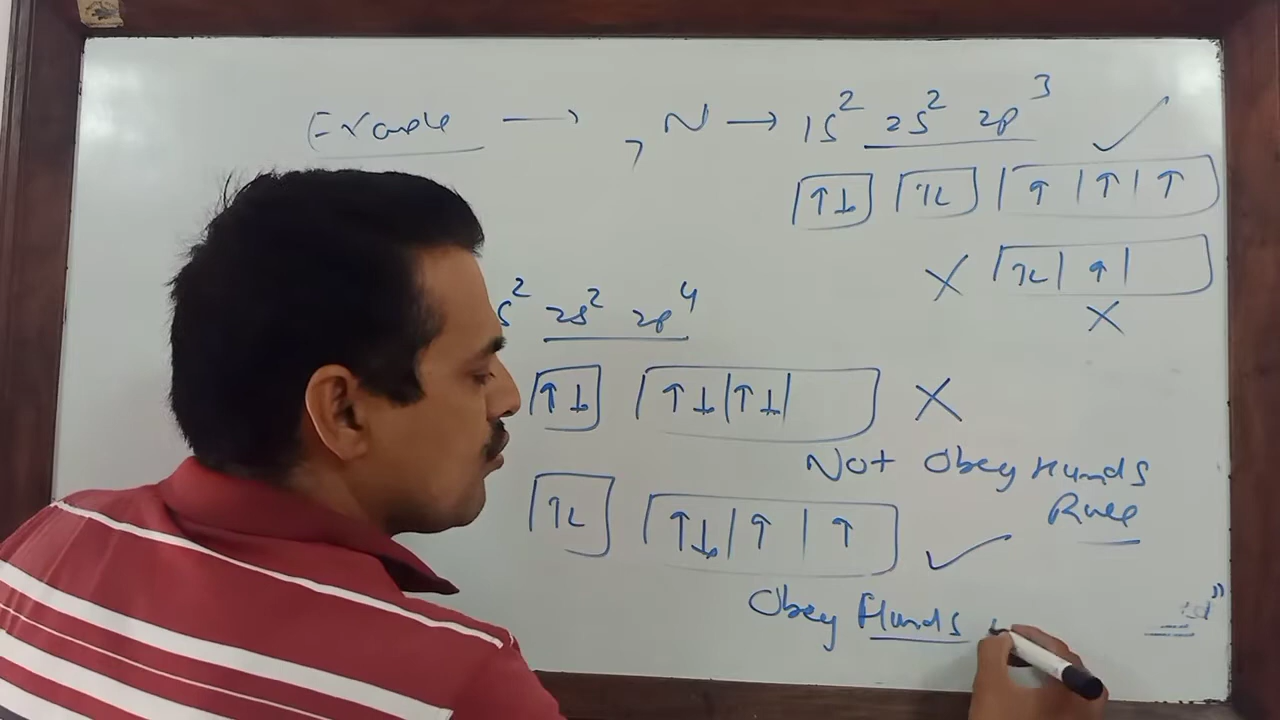 Example → ₇N → 1S² 2S² 2p³ ✓
↑↓ ↑↓ ↑ ↑ ↑
X ↑↓ ↑
X
S² 2S² 2p⁴
↑↓ ↑↓ ↑↓ X
Not Obey Hunds
Rule
↑↓ ↑↓ ↑ ↑ ✓
Obey Hunds